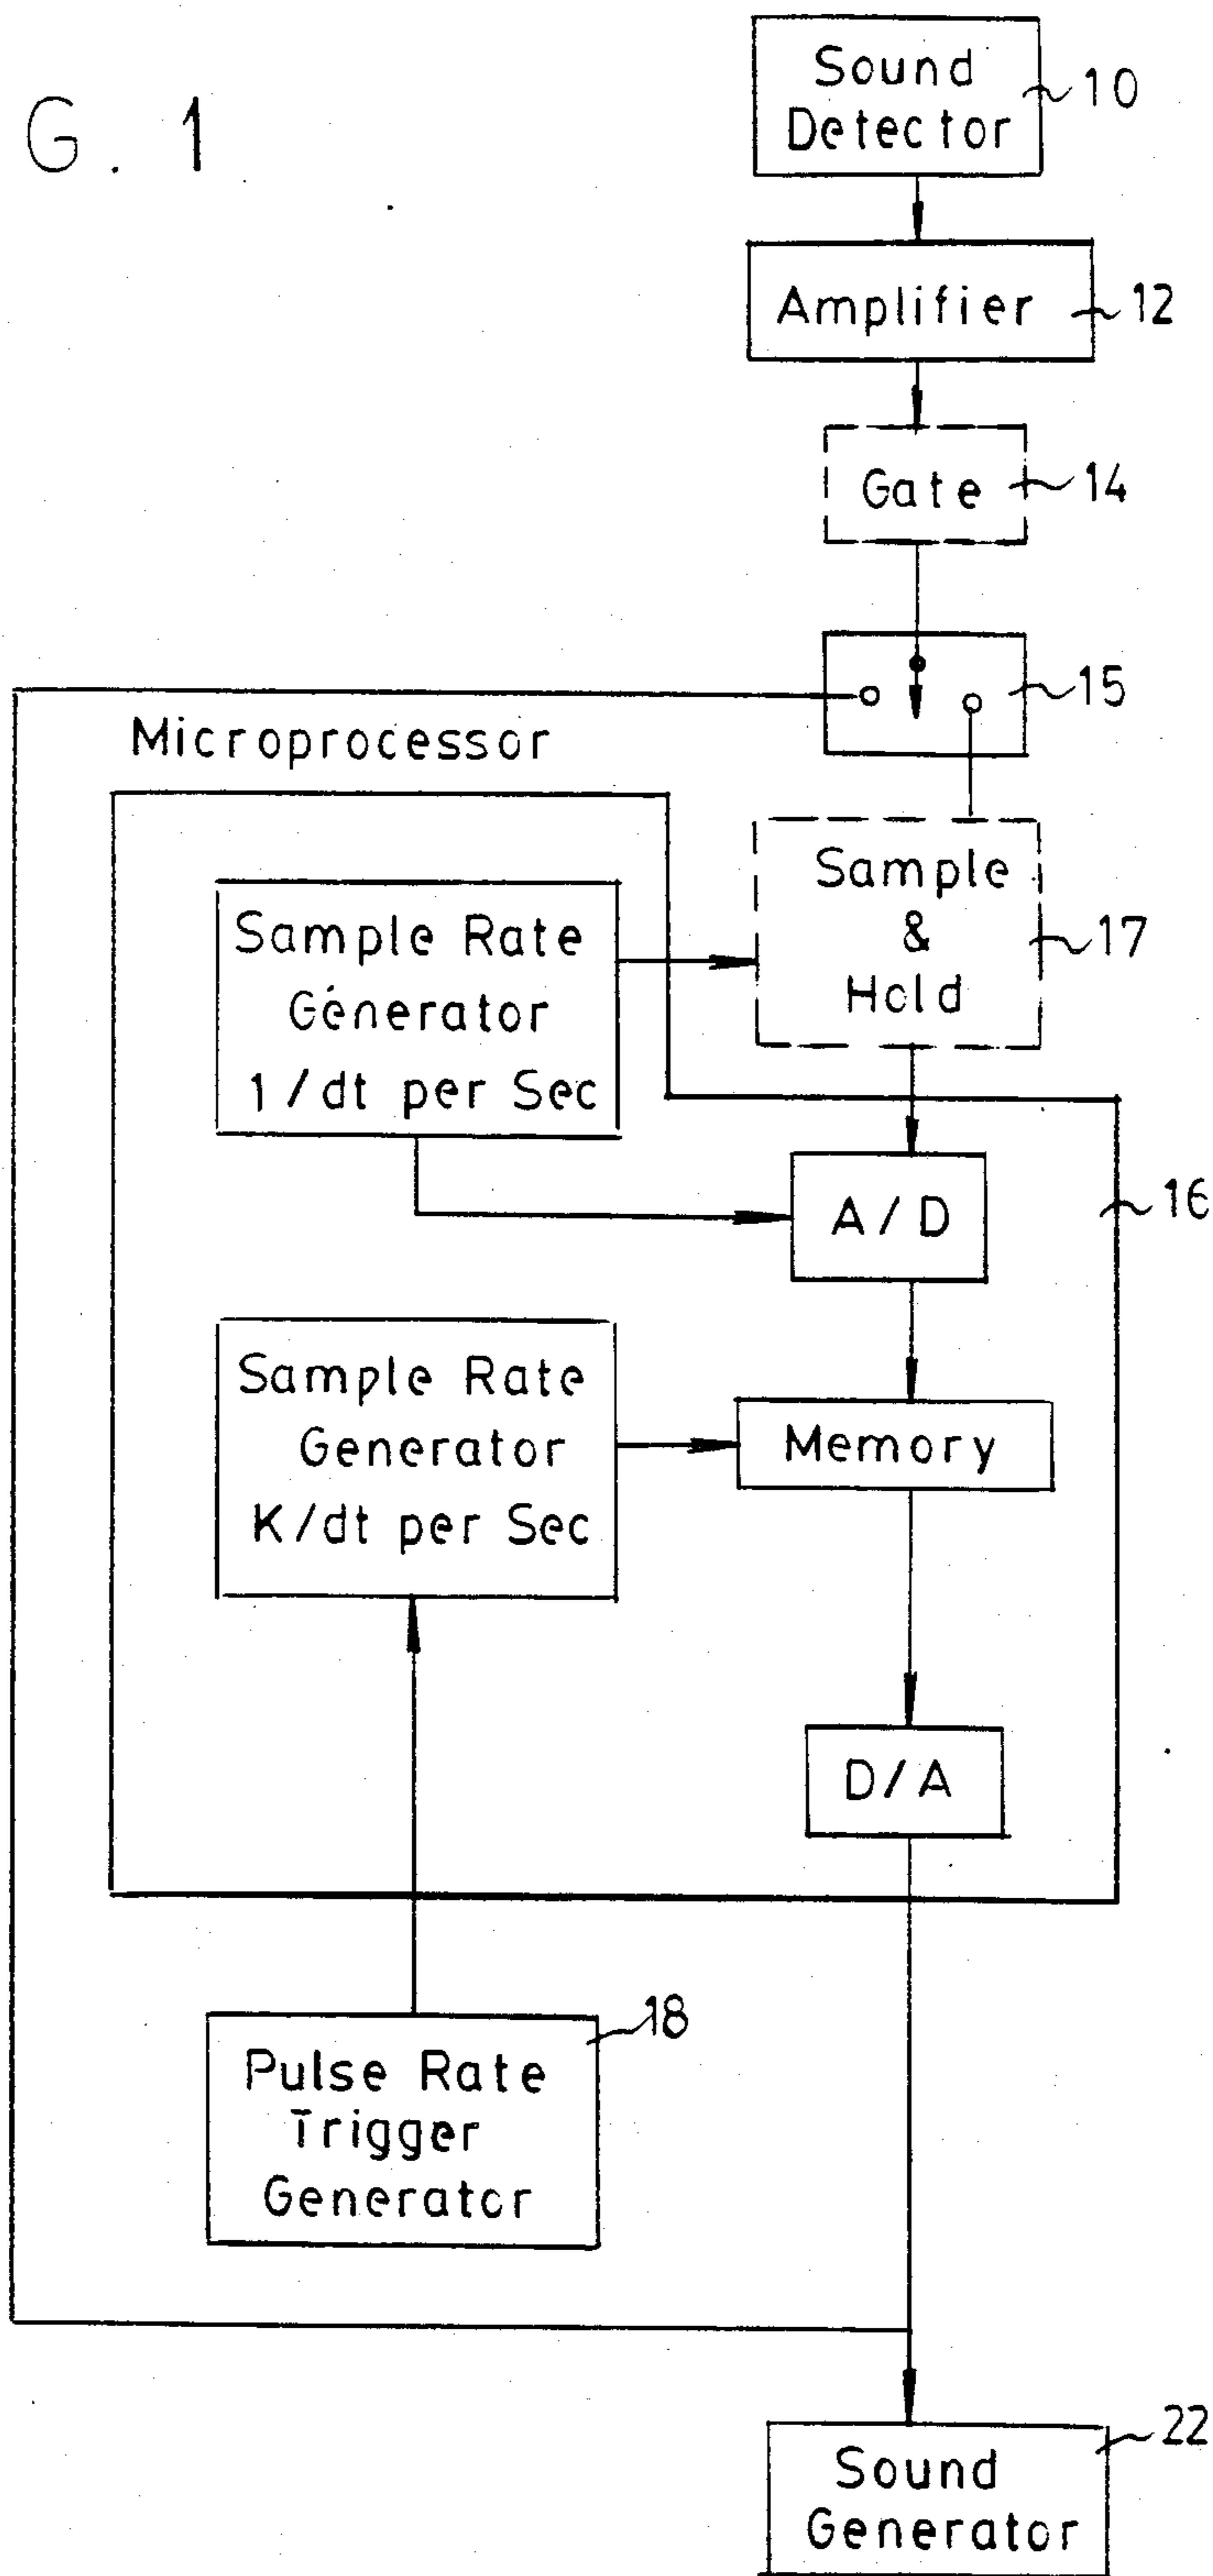 G. 1
Sound
Detector
10
Amplifier
12
Gate
14
15
Microprocessor
Sample
&
Hold
17
Sample Rate
Generator
1/dt per Sec
A/D
16
Sample Rate
Generator
K/dt per Sec
Memory
D/A
18
Pulse Rate
Trigger
Generator
22
Sound
Generator